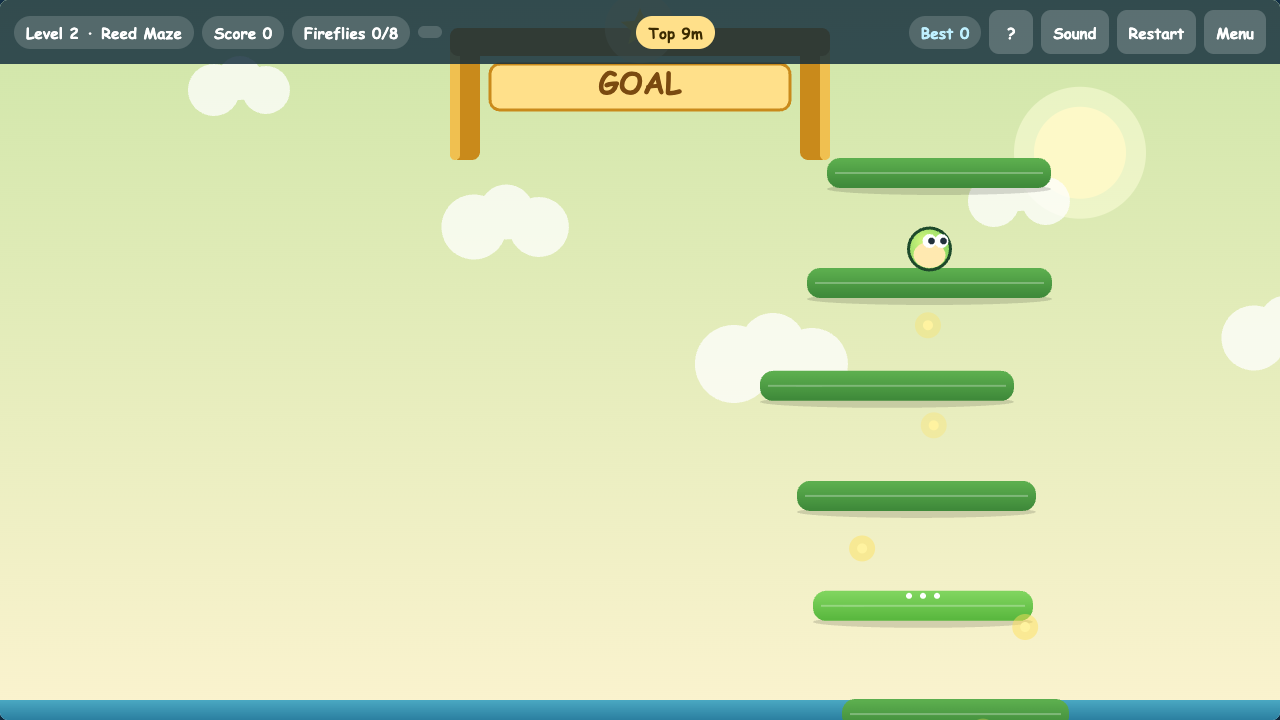 Level 2 · Reed Maze
Score 0
Fireflies 0/8
Top 9m
Best 0
?
Sound
Restart
Menu
GOAL